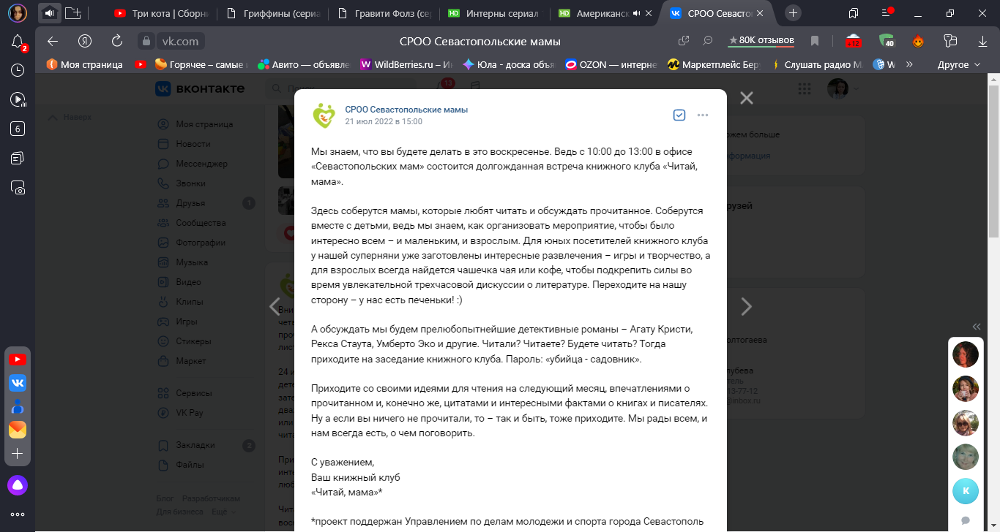 Три кота | Сборн
Гриффины (сериа
Гравити Фолз (се
HD Интерны сериал
HD Американск
СРОО Севасто
vk.com
СРОО Севастопольские мамы
★ 80K отзывов
+12
40
2
Моя страница
Горячее – самые
Авито — объявле
WildBerries.ru – И
Юла - доска объя
OZON — интерне
Маркетплейс Бер
Слушать радио М
W
»
Другое
6
вконтакте
Поиск
13
Наверх
Моя страница
Новости
Мессенджер
Звонки
Друзья
1
Сообщества
Фотографии
Музыка
Видео
Клипы
Игры
Стикеры
Маркет
Сервисы
VK Pay
Закладки
2
Файлы
Блог Разработчикам
Для бизнеса Ещё
СРОО Севастопольские мамы
21 июл 2022 в 15:00
Мы знаем, что вы будете делать в это воскресенье. Ведь с 10:00 до 13:00 в офисе
«Севастопольских мам» состоится долгожданная встреча книжного клуба «Читай,
мама».
Здесь соберутся мамы, которые любят читать и обсуждать прочитанное. Соберутся
вместе с детьми, ведь мы знаем, как организовать мероприятие, чтобы было
интересно всем – и маленьким, и взрослым. Для юных посетителей книжного клуба
у нашей суперняни уже заготовлены интересные развлечения – игры и творчество, а
для взрослых всегда найдется чашечка чая или кофе, чтобы подкрепить силы во
время увлекательной трехчасовой дискуссии о литературе. Переходите на нашу
сторону – у нас есть печеньки! :)
А обсуждать мы будем прелюбопытнейшие детективные романы – Агату Кристи,
Рекса Стаута, Умберто Эко и другие. Читали? Читаете? Будете читать? Тогда
приходите на заседание книжного клуба. Пароль: «убийца - садовник».
Приходите со своими идеями для чтения на следующий месяц, впечатлениями о
прочитанном и, конечно же, цитатами и интересными фактами о книгах и писателях.
Ну а если вы ничего не прочитали, то – так и быть, тоже приходите. Мы рады всем, и
нам всегда есть, о чем поговорить.
С уважением,
Ваш книжный клуб
«Читай, мама»*
*проект поддержан Управлением по делам молодежи и спорта города Севастополь
ожем больше
нформация
рузей
олтогаева
лубева
тель
13-77-12
@inbox.ru
К